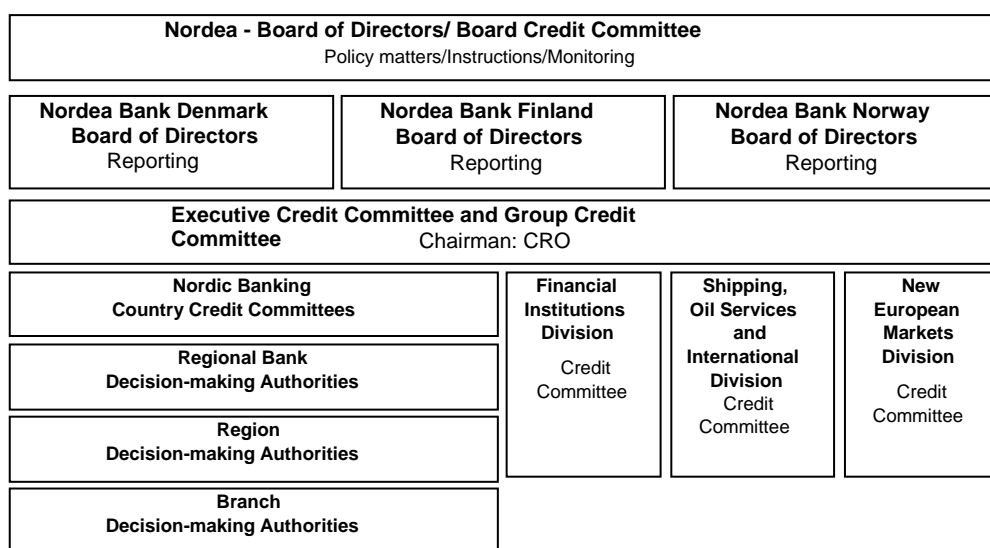 Nordea - Board of Directors/ Board Credit Committee
Policy matters/Instructions/Monitoring
Nordea Bank Denmark
Board of Directors
Reporting
Nordea Bank Finland
Board of Directors
Reporting
Nordea Bank Norway
Board of Directors
Reporting
Executive Credit Committee and Group Credit
Committee Chairman: CRO
Nordic Banking
Country Credit Committees
Regional Bank
Decision-making Authorities
Region
Decision-making Authorities
Branch
Decision-making Authorities
Financial
Institutions
Division
Credit
Committee
Shipping,
Oil Services
and
International
Division
Credit
Committee
New
European
Markets
Division
Credit
Committee